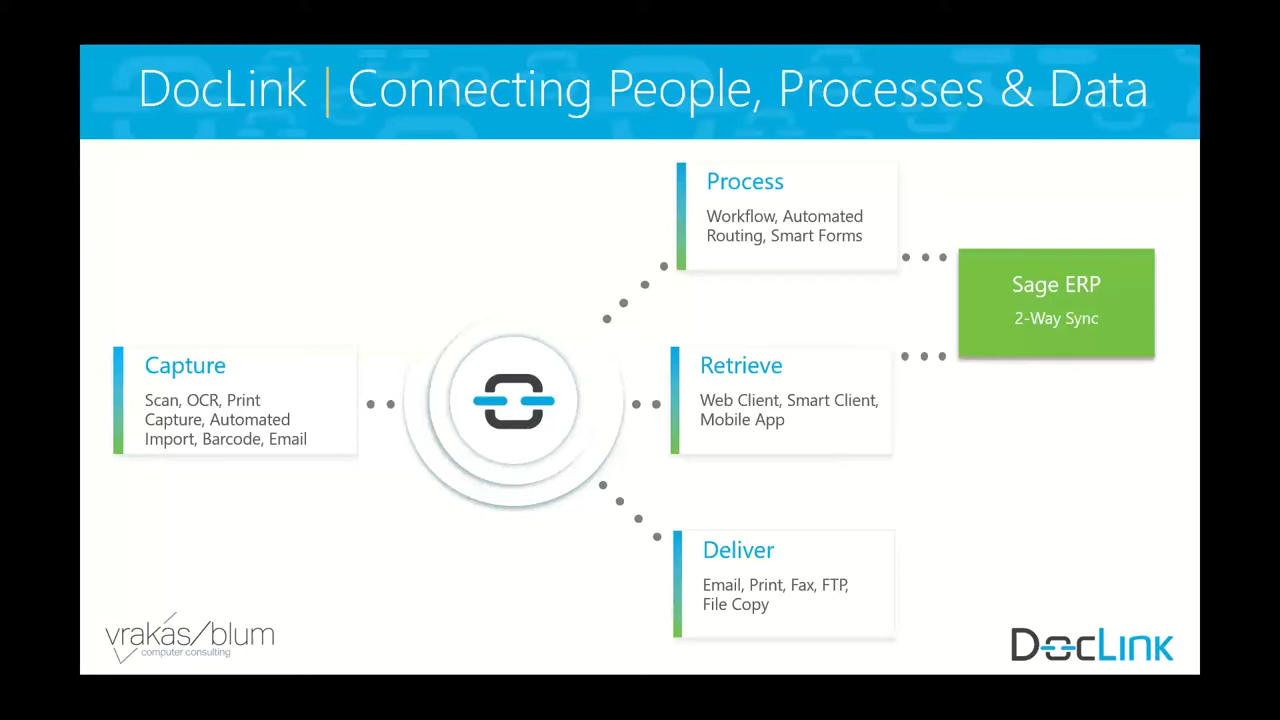 DocLink | Connecting People, Processes & Data
Process
Workflow, Automated
Routing, Smart Forms
Sage ERP
2-Way Sync
Capture
Scan, OCR, Print
Capture, Automated
Import, Barcode, Email
Retrieve
Web Client, Smart Client,
Mobile App
Deliver
Email, Print, Fax, FTP,
File Copy
vrakas/blum
computer consulting
DocLink